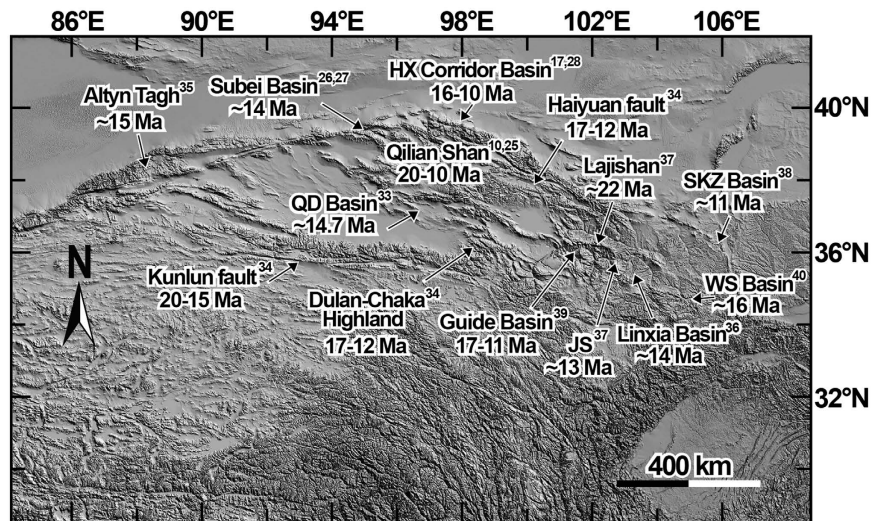 86°E 90°E 94°E 98°E 102°E 106°E
HX Corridor Basin17,28
16-10 Ma
Subei Basin26,27
~14 Ma
Altyn Tagh35
~15 Ma
Haiyuan fault34
17-12 Ma
40°N
Qilian Shan10,25
20-10 Ma
Lajishan37
~22 Ma
SKZ Basin38
~11 Ma
QD Basin33
~14.7 Ma
36°N
N
Kunlun fault34
20-15 Ma
Dulan-Chaka34
Highland
17-12 Ma
Guide Basin39
17-11 Ma
JS37
~13 Ma
Linxia Basin36
~14 Ma
WS Basin40
~16 Ma
32°N
400 km